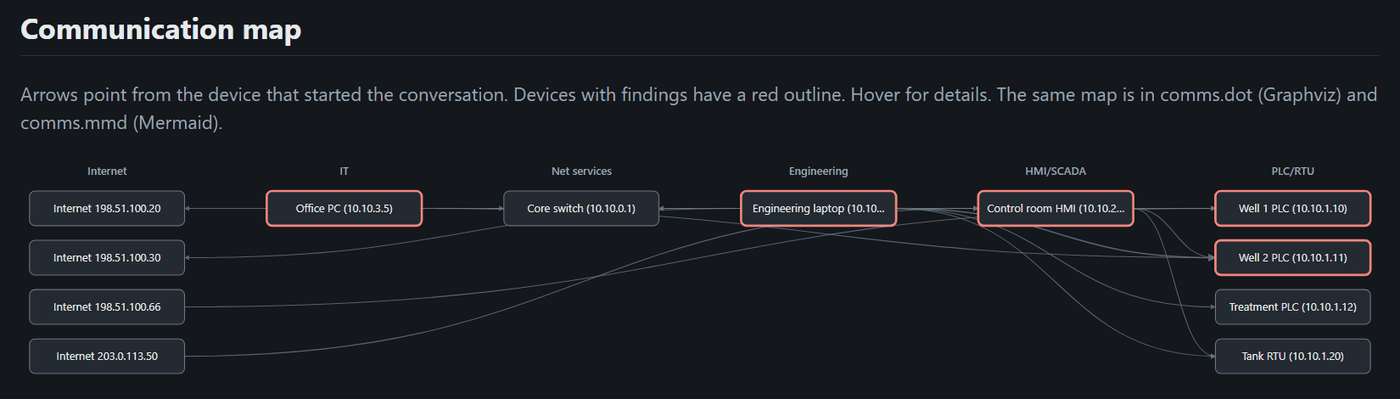 Communication map
Arrows point from the device that started the conversation. Devices with findings have a red outline. Hover for details. The same map is in comms.dot (Graphviz) and
comms.mmd (Mermaid).
Internet
IT
Net services
Engineering
HMI/SCADA
PLC/RTU
Internet 198.51.100.20
Office PC (10.10.3.5)
Core switch (10.10.0.1)
Engineering laptop (10.10...
Control room HMI (10.10.2...
Well 1 PLC (10.10.1.10)
Internet 198.51.100.30
Well 2 PLC (10.10.1.11)
Internet 198.51.100.66
Treatment PLC (10.10.1.12)
Internet 203.0.113.50
Tank RTU (10.10.1.20)